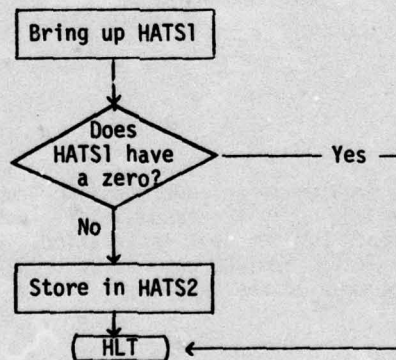 Bring up HATS1
Does
HATS1 have
a zero?
Yes
No
Store in HATS2
HLT